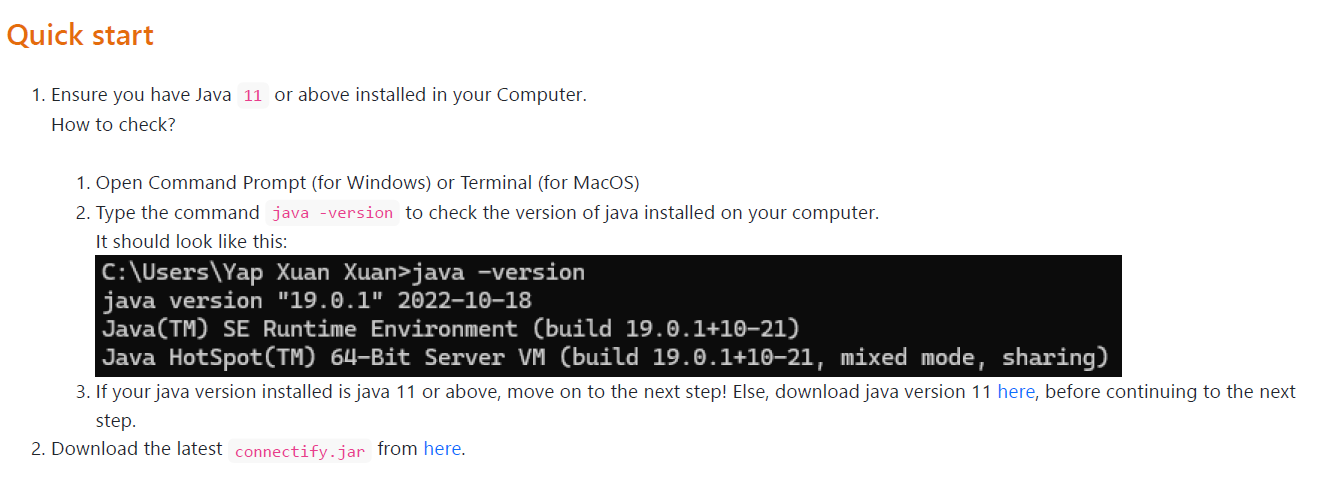 Quick start
1. Ensure you have Java 11 or above installed in your Computer.
How to check?
1. Open Command Prompt (for Windows) or Terminal (for MacOS)
2. Type the command java -version to check the version of java installed on your computer.
It should look like this:
C:\Users\Yap Xuan Xuan>java -version
java version "19.0.1" 2022-10-18
Java(TM) SE Runtime Environment (build 19.0.1+10-21)
Java HotSpot(TM) 64-Bit Server VM (build 19.0.1+10-21, mixed mode, sharing)
3. If your java version installed is java 11 or above, move on to the next step! Else, download java version 11 here, before continuing to the next
step.
2. Download the latest connectify.jar from here.